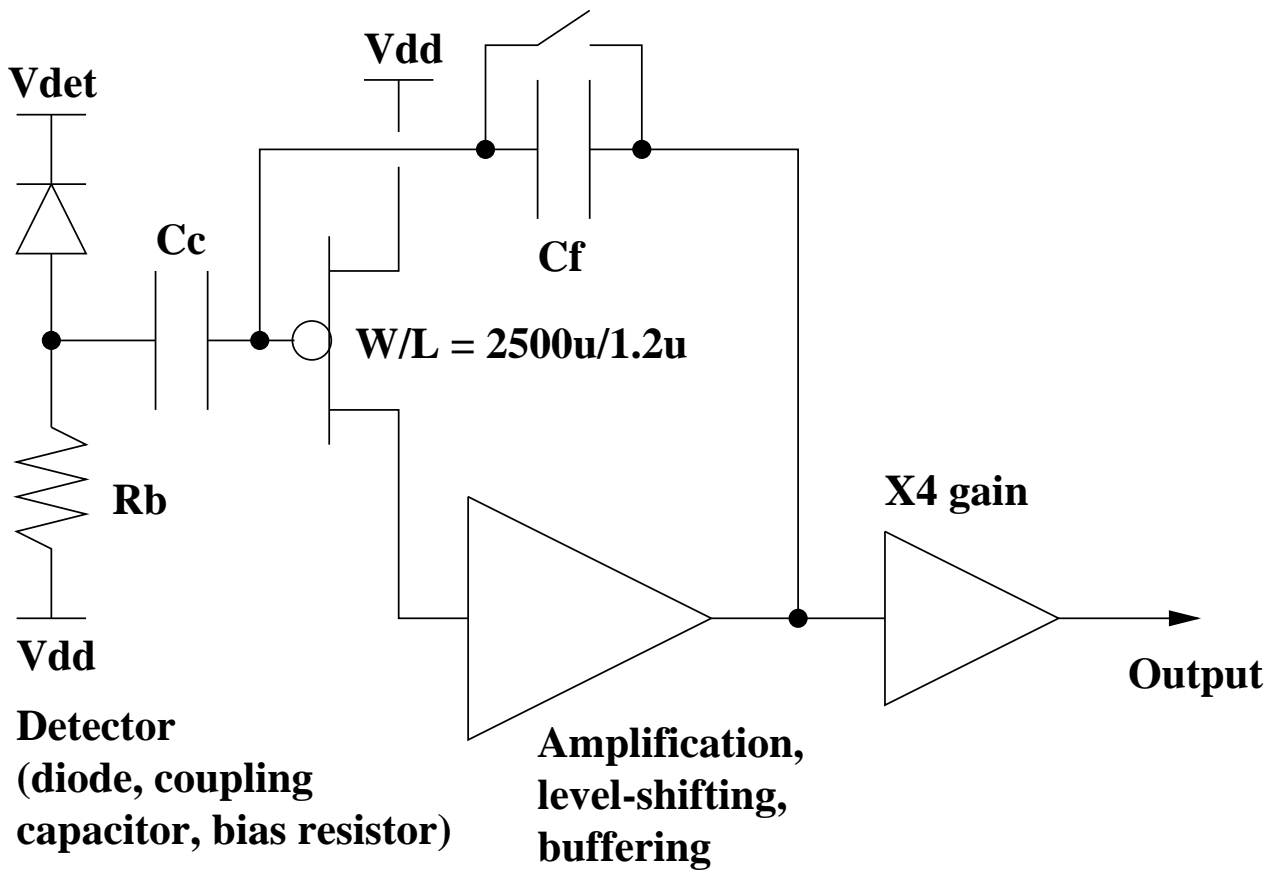 Vdd
Vdet
Cc
Cf
W/L = 2500u/1.2u
Rb
X4 gain
Vdd
Output
Detector
(diode, coupling
capacitor, bias resistor)
Amplification,
level-shifting,
buffering